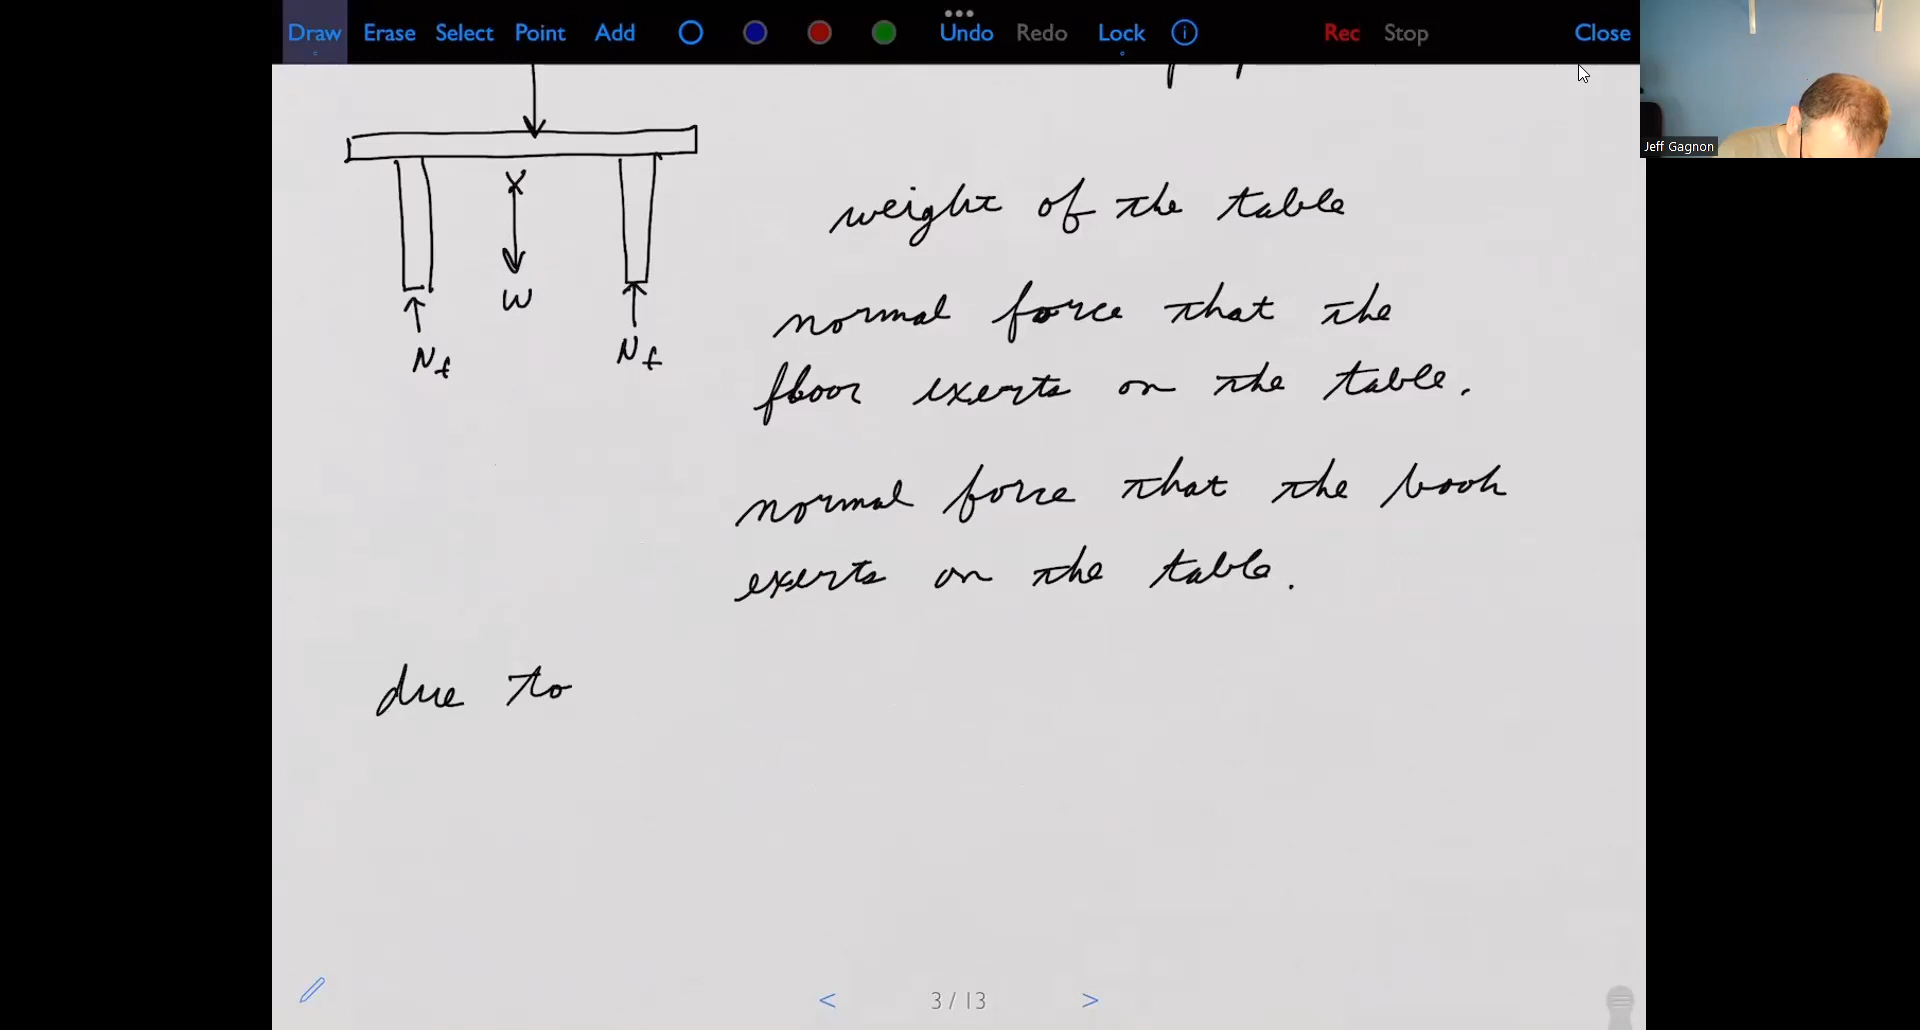 Draw Erase Select Point Add Undo Redo Lock Rec Stop Close
Jeff Gagnon
W
N f
N f
weight of the table
normal force that the
floor exerts on the table.
normal force that the book
exerts on the table.
due to
< 3 / 13 >